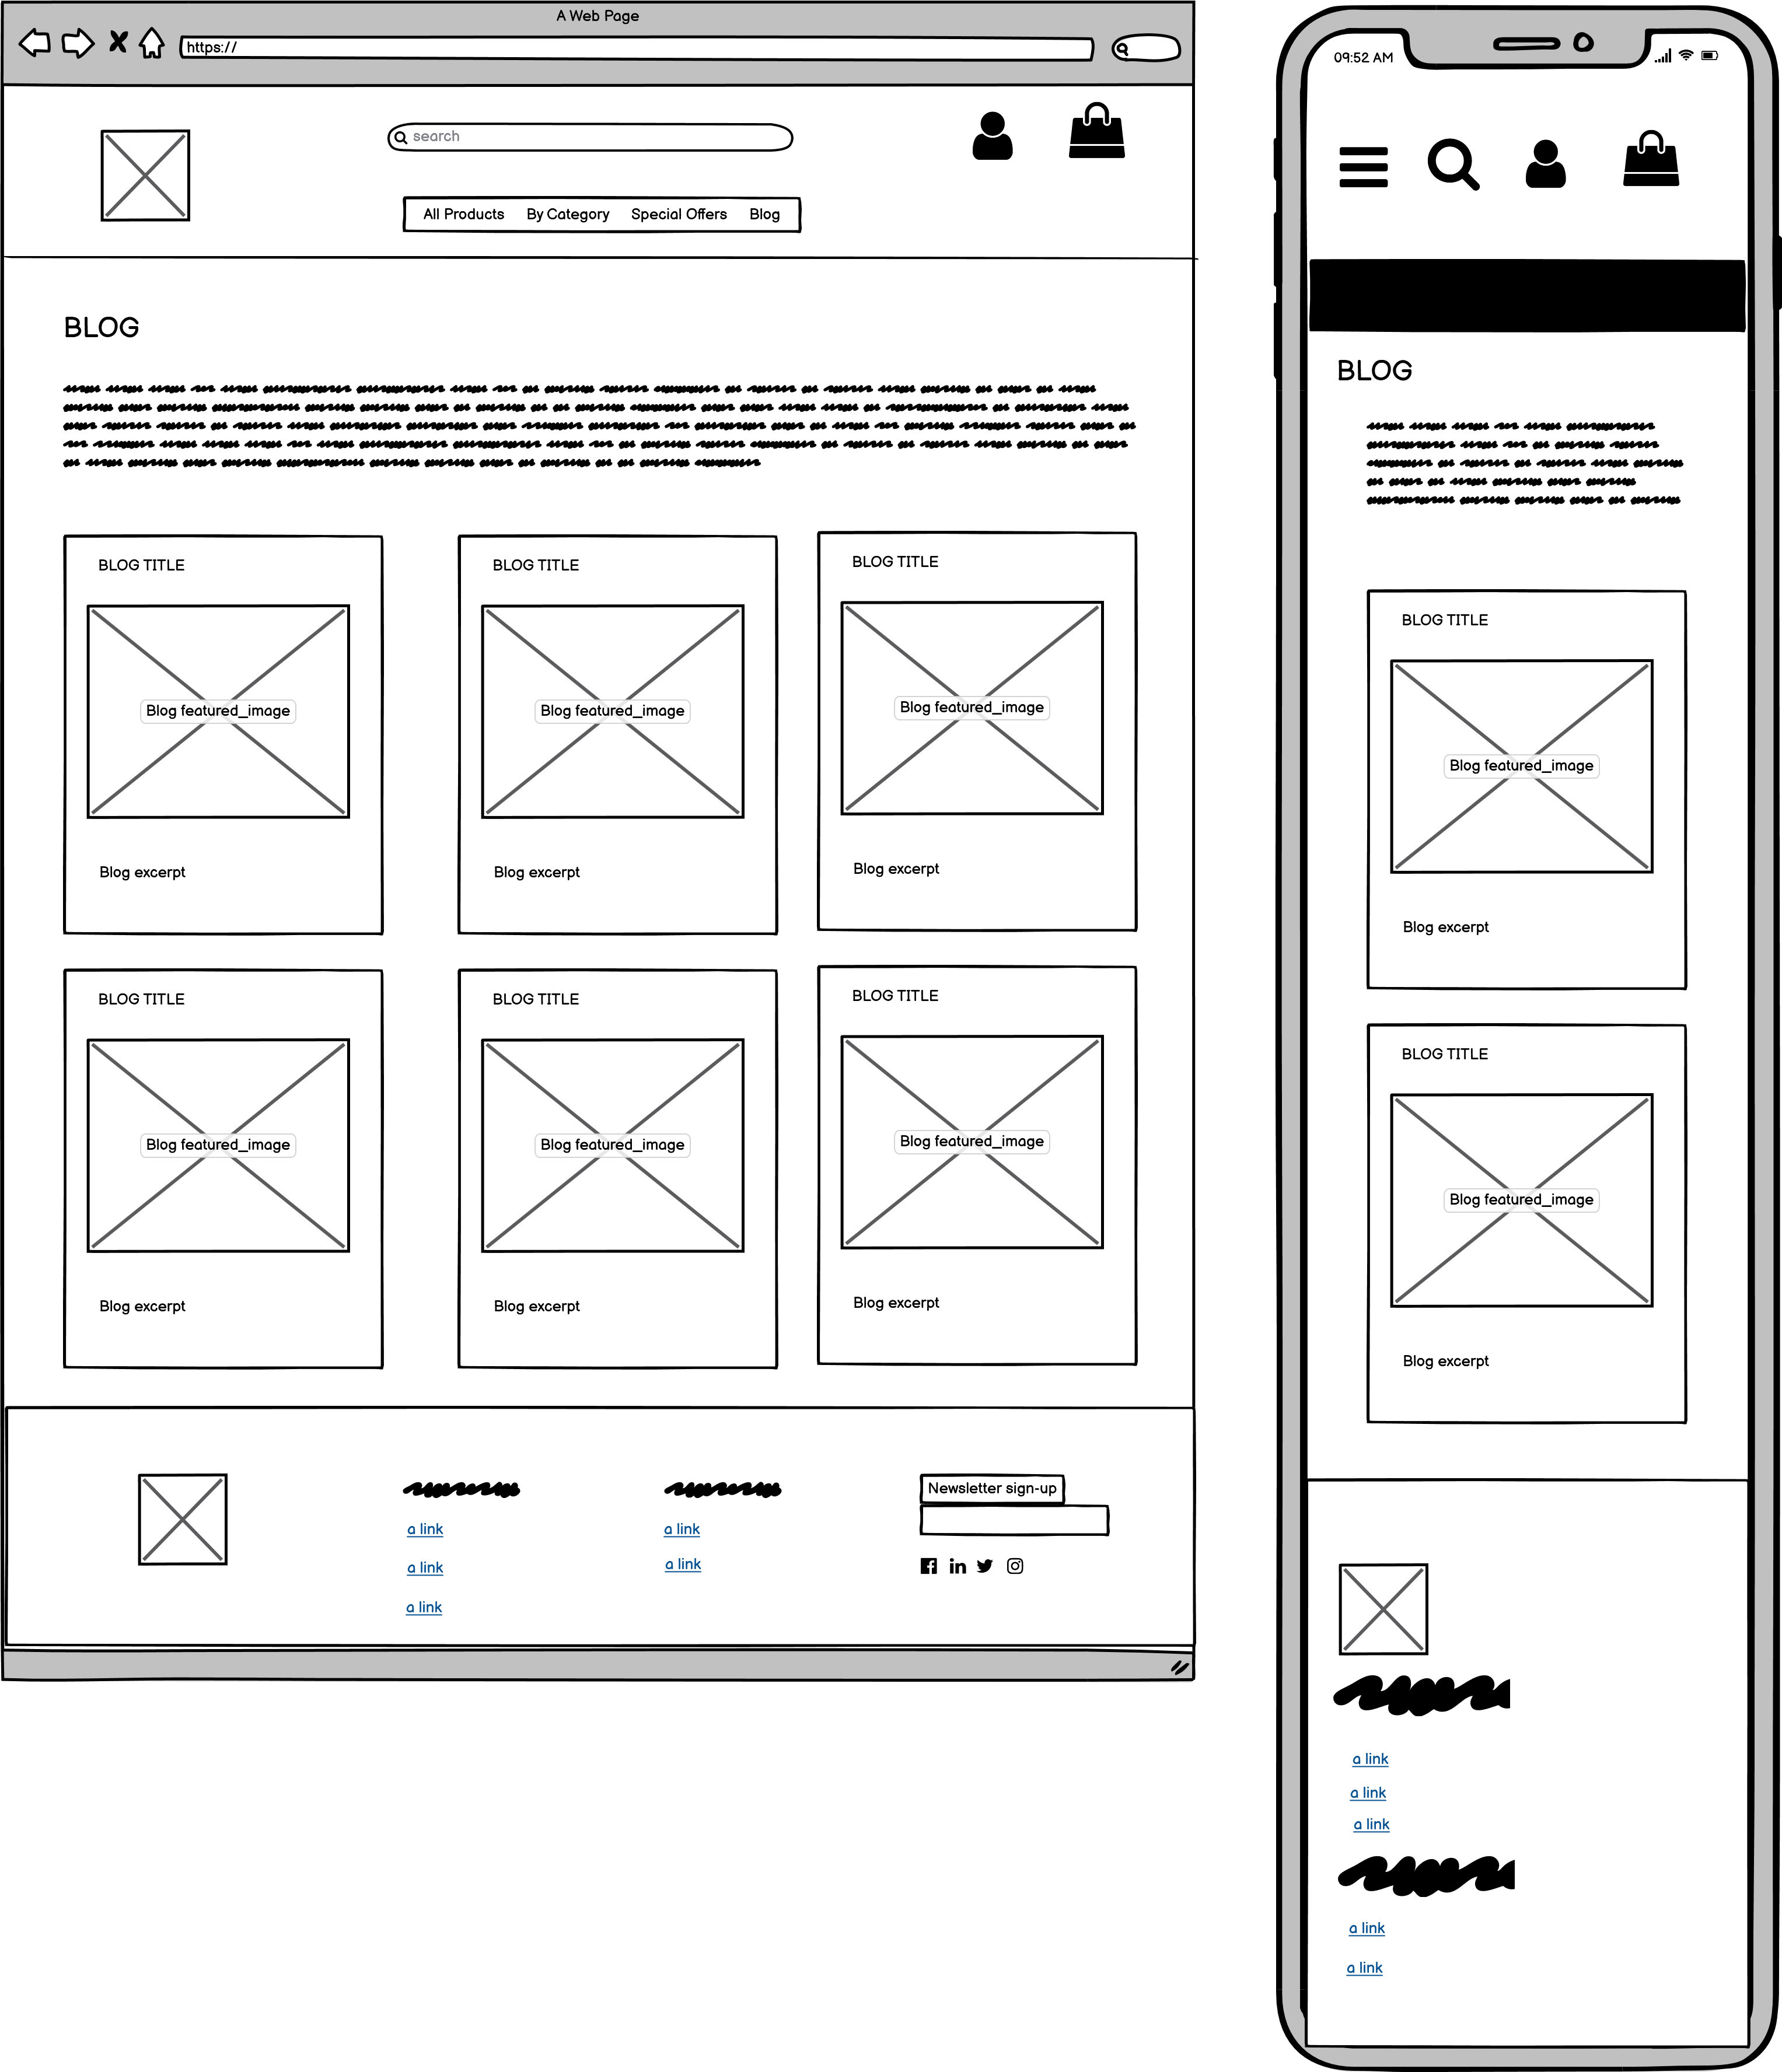 A Web Page
https://
search
All Products By Category Special Offers Blog
BLOG
BLOG TITLE BLOG TITLE BLOG TITLE
Blog featured_image Blog featured_image Blog featured_image
Blog excerpt Blog excerpt Blog excerpt
BLOG TITLE BLOG TITLE BLOG TITLE
Blog featured_image Blog featured_image Blog featured_image
Blog excerpt Blog excerpt Blog excerpt
Newsletter sign-up
a link a link
a link a link
a link
09:52 AM
BLOG
BLOG TITLE
Blog featured_image
Blog excerpt
BLOG TITLE
Blog featured_image
Blog excerpt
a link
a link
a link
a link
a link